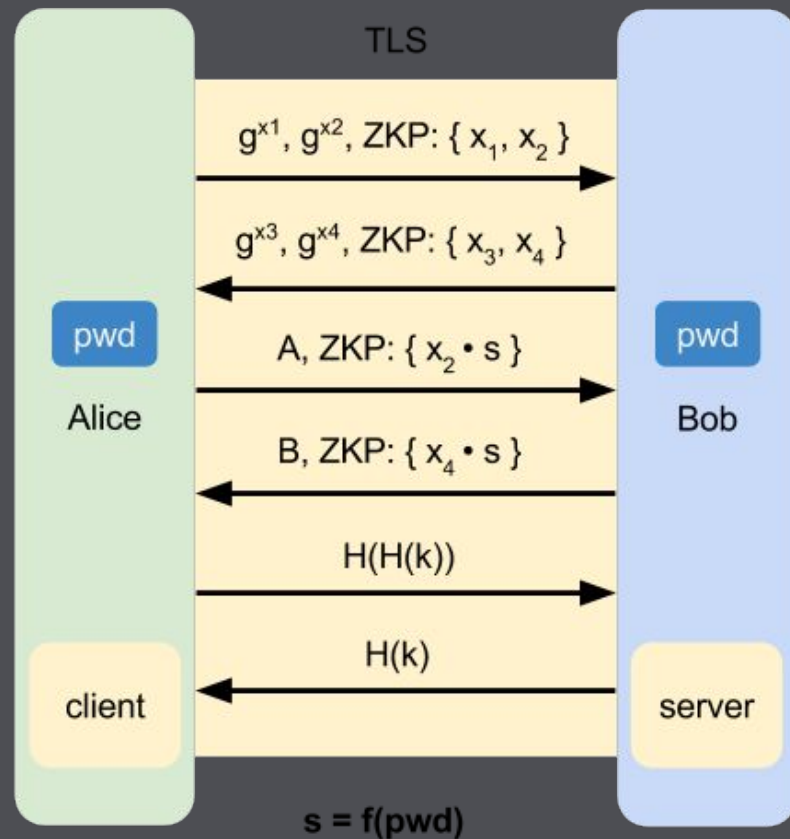 TLS
g^x1, g^x2, ZKP: { x_1, x_2 }
g^x3, g^x4, ZKP: { x_3, x_4 }
pwd
pwd
A, ZKP: { x_2 • s }
Alice
Bob
B, ZKP: { x_4 • s }
H(H(k))
H(k)
client
server
s = f(pwd)